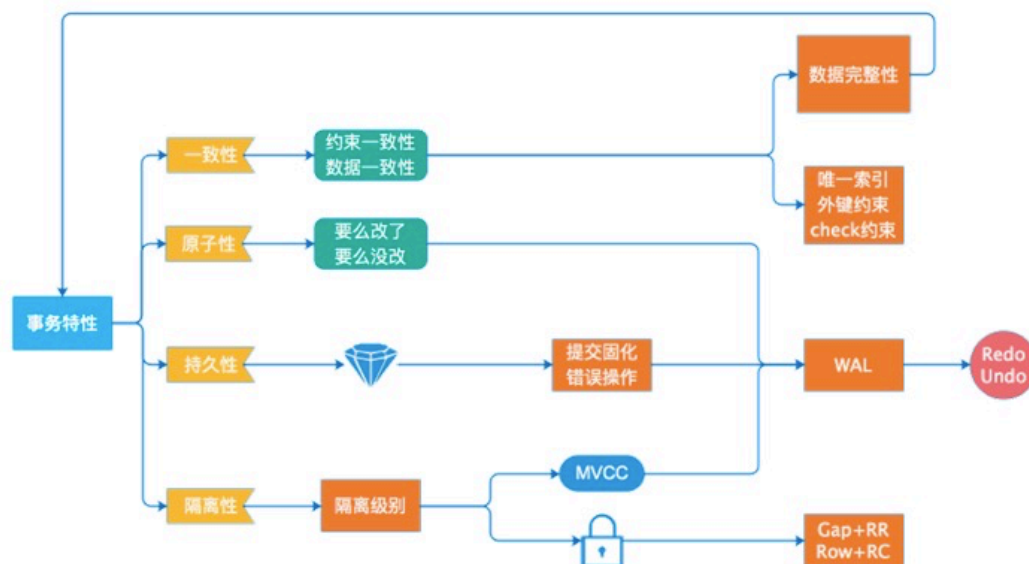 数据完整性
一致性
约束一致性
数据一致性
唯一索引
外键约束
check约束
原子性
要么改了
要么没改
事务特性
持久性
提交固化
错误操作
WAL
Redo
Undo
MVCC
隔离性
隔离级别
Gap+RR
Row+RC